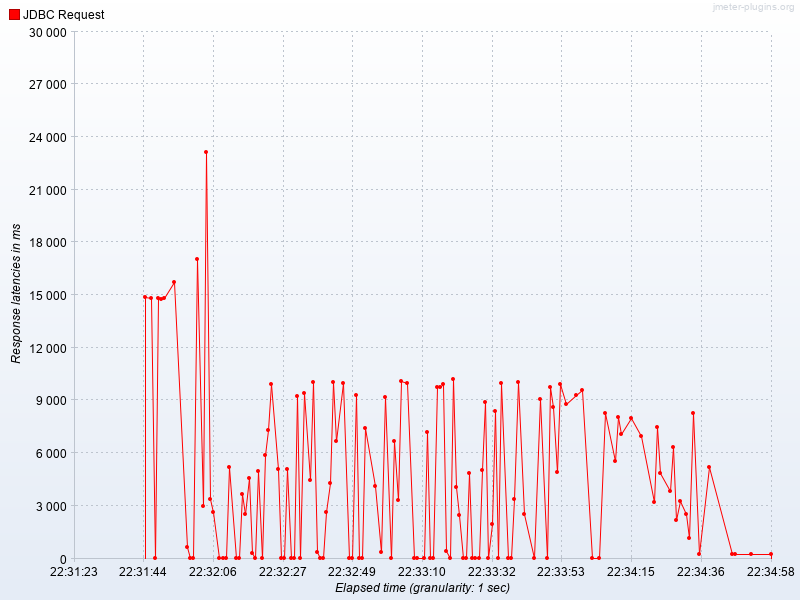 jmeter-plugins.org
JDBC Request
30 000
27 000
24 000
21 000
18 000
15 000
12 000
9 000
6 000
3 000
0
Response latencies in ms
22:31:23 22:31:44 22:32:06 22:32:27 22:32:49 22:33:10 22:33:32 22:33:53 22:34:15 22:34:36 22:34:58
Elapsed time (granularity: 1 sec)